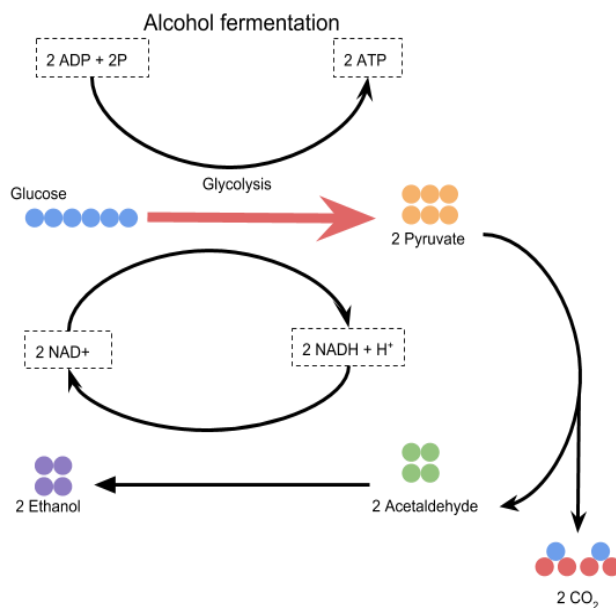 Alcohol fermentation
2 ADP + 2P
2 ATP
Glycolysis
Glucose
2 Pyruvate
2 NAD+
2 NADH + H⁺
2 Ethanol
2 Acetaldehyde
2 CO₂